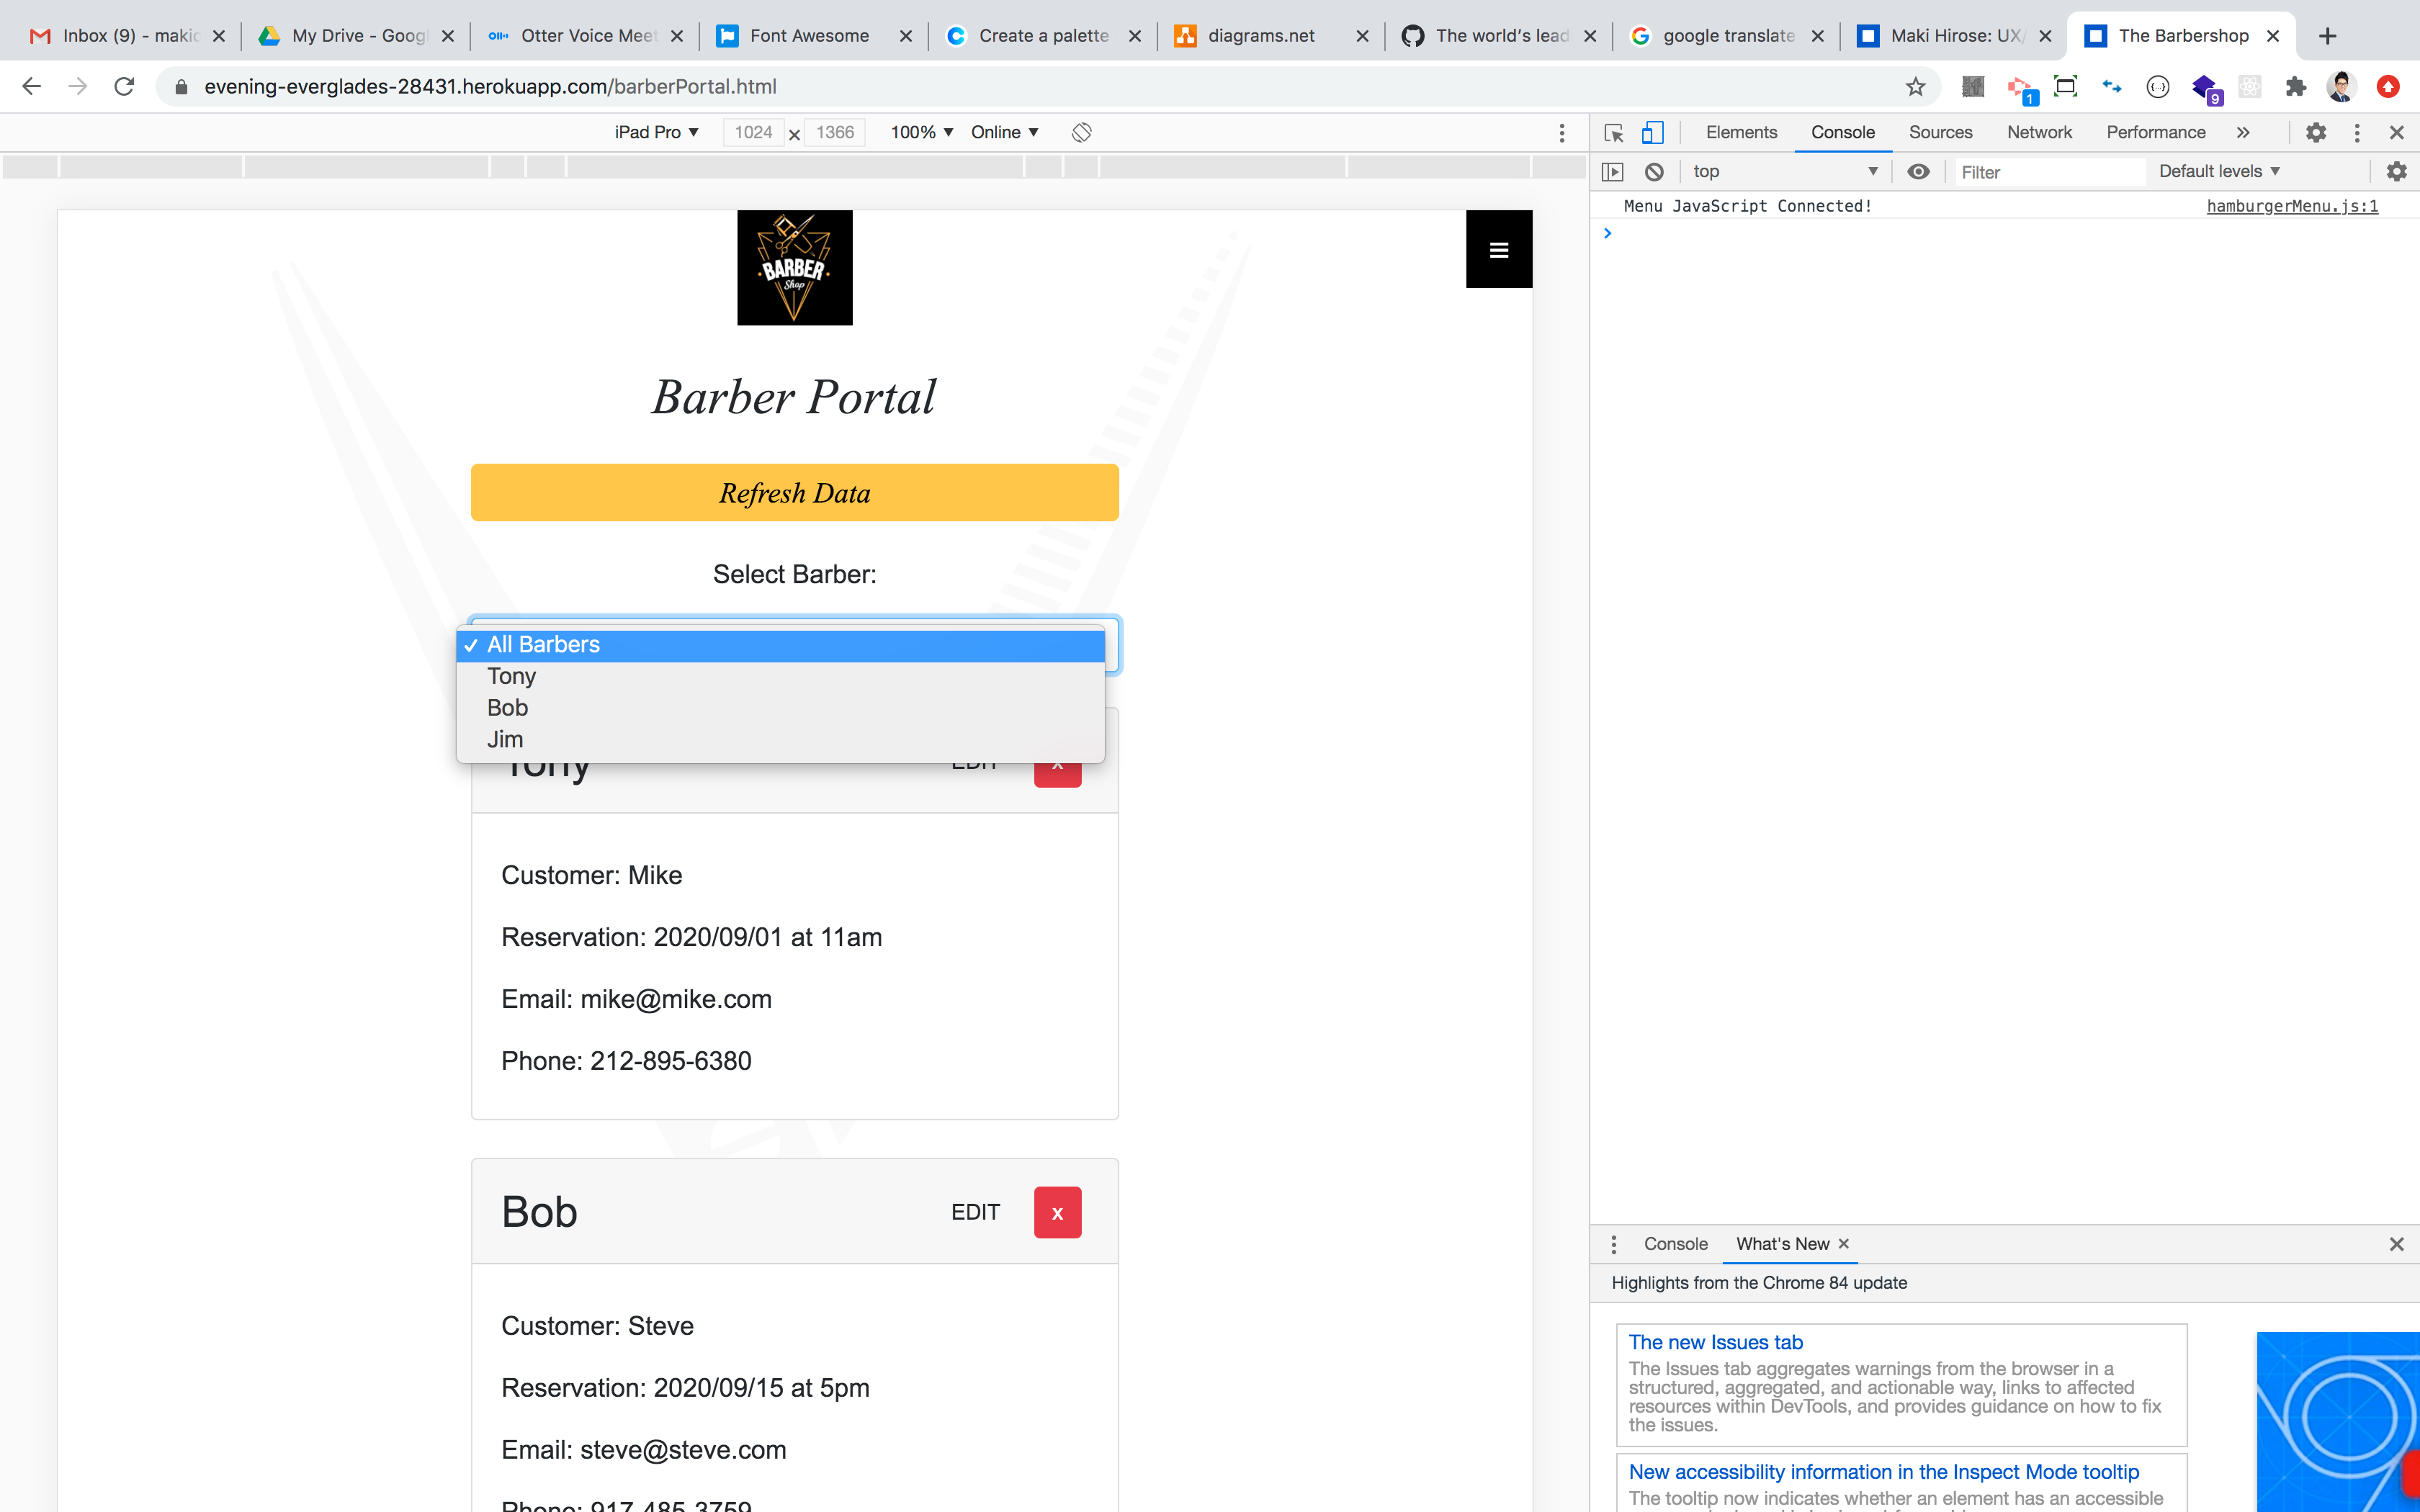 Inbox (9) - makic
My Drive - Googl
Otter Voice Meet
Font Awesome
Create a palette
diagrams.net
The world's lead
google translate
Maki Hirose: UX/
The Barbershop
evening-everglades-28431.herokuapp.com/barberPortal.html
1
9
iPad Pro ▼ 1024 x 1366 100% ▼ Online ▼
Elements Console Sources Network Performance »
top ▼ Filter Default levels ▼
Menu JavaScript Connected! hamburgerMenu.js:1
BARBER
Shop
Barber Portal
Refresh Data
Select Barber:
✓ All Barbers
Tony
Bob
Jim
Tony EDIT x
Customer: Mike
Reservation: 2020/09/01 at 11am
Email: mike@mike.com
Phone: 212-895-6380
Bob EDIT x
Customer: Steve
Reservation: 2020/09/15 at 5pm
Email: steve@steve.com
Phone: 917-485-3759
Console What's New
Highlights from the Chrome 84 update
The new Issues tab
The Issues tab aggregates warnings from the browser in a
structured, aggregated, and actionable way, links to affected
resources within DevTools, and provides guidance on how to fix
the issues.
New accessibility information in the Inspect Mode tooltip
The tooltip now indicates whether an element has an accessible